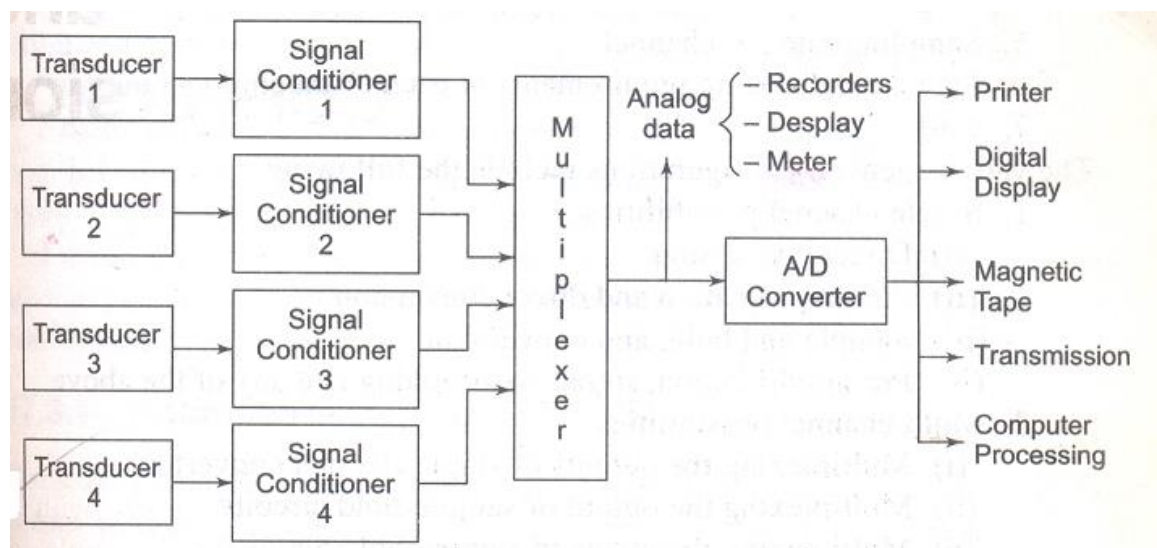 Transducer
1
Signal
Conditioner
1
Transducer
2
Signal
Conditioner
2
Transducer
3
Signal
Conditioner
3
Transducer
4
Signal
Conditioner
4
Multiplexer
Analog
data
– Recorders
– Desplay
– Meter
A/D
Converter
Printer
Digital
Display
Magnetic
Tape
Transmission
Computer
Processing